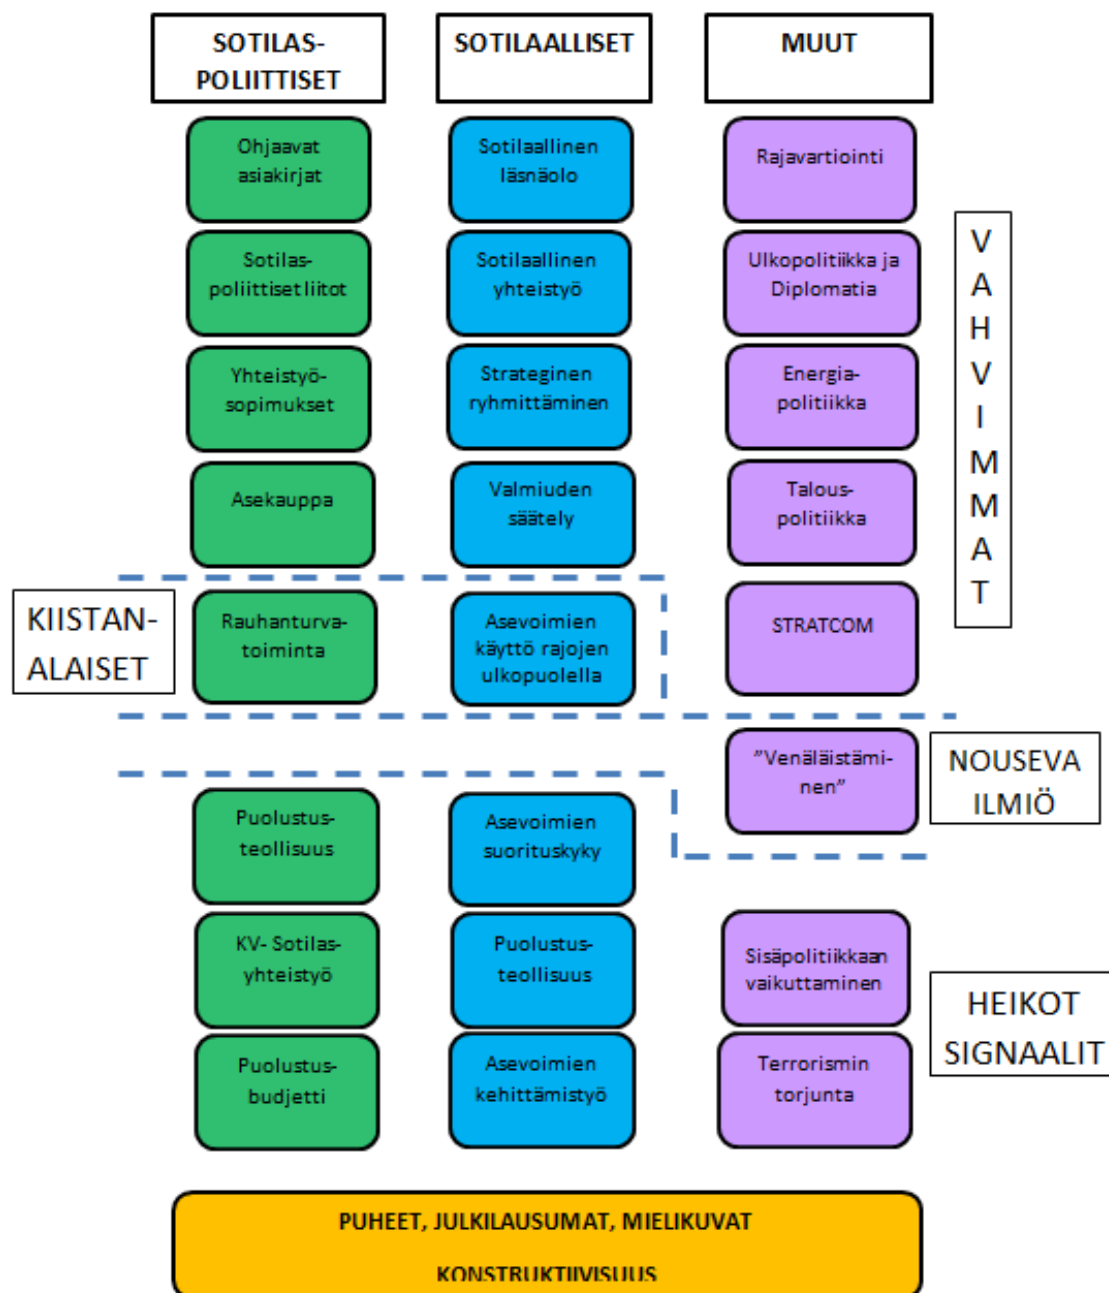 SOTILAS-
POLIITTISET
SOTILAALLISET
MUUT
Ohjaavat
asiakirjat
Sotilaallinen
läsnäolo
Rajavartiointi
Sotilas-
poliittiset liitot
Sotilaallinen
yhteistyö
Ulkopolitiikka ja
Diplomatia
Yhteistyö-
sopimukset
Strateginen
ryhmittäminen
Energia-
politiikka
Asekauppa
Valmiuden
säätely
Talous-
politiikka
VAHVIMMAT
KIISTAN-
ALAISET
Rauhanturva-
toiminta
Asevoimien
käyttö rajojen
ulkopuolella
STRATCOM
"Venäläistämi-
nen"
NOUSEVA
ILMIÖ
Puolustus-
teollisuus
Asevoimien
suorituskyky
KV- Sotilas-
yhteistyö
Puolustus-
teollisuus
Sisäpolitiikkaan
vaikuttaminen
HEIKOT
SIGNAALIT
Puolustus-
budjetti
Asevoimien
kehittämistyö
Terrorismin
torjunta
PUHEET, JULKILAUSUMAT, MIELIKUVAT
KONSTRUKTIIVISUUS